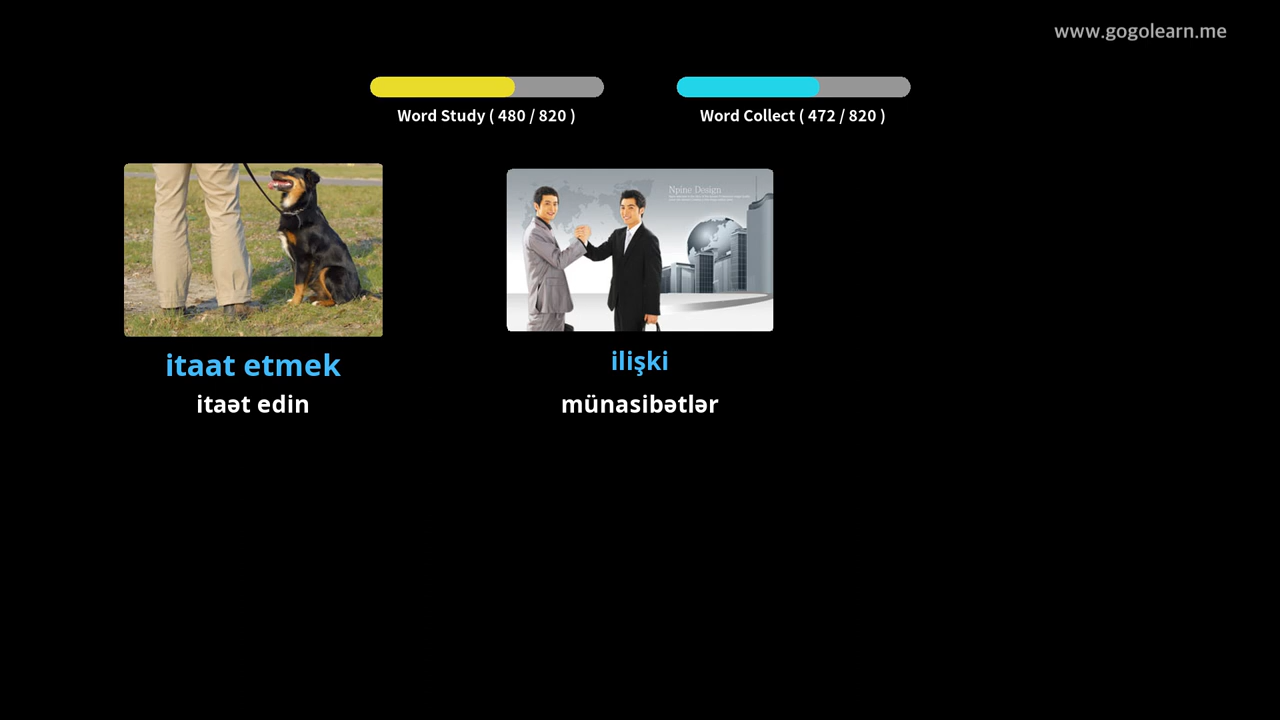 www.gogolearn.me
Word Study ( 480 / 820 )
Word Collect ( 472 / 820 )
Npine Design
itaat etmek
itaət edin
ilişki
münasibətlər